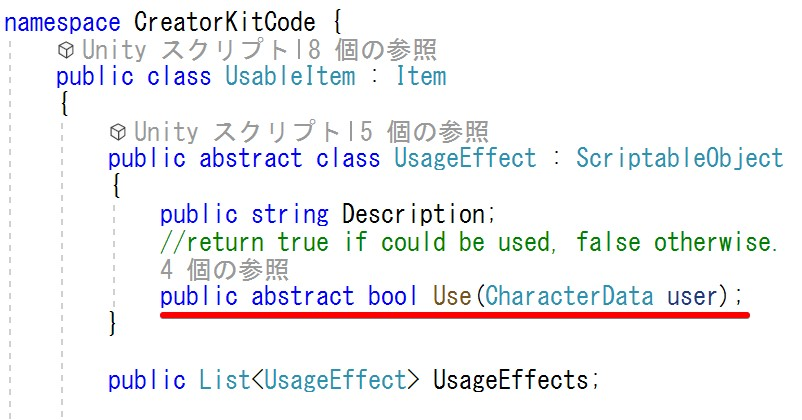 namespace CreatorKitCode {
Unity スクリプト|8 個の参照
public class UsableItem : Item
{
Unity スクリプト|5 個の参照
public abstract class UsageEffect : ScriptableObject
{
public string Description;
//return true if could be used, false otherwise.
4 個の参照
public abstract bool Use(CharacterData user);
}
public List<UsageEffect> UsageEffects;